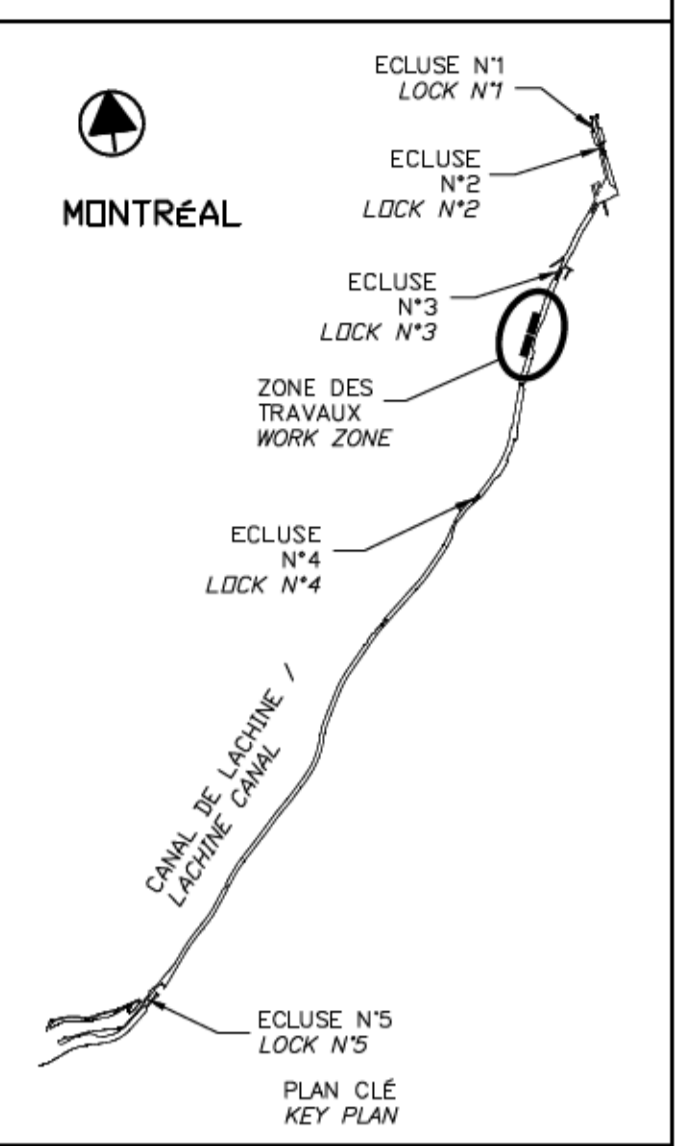 ECLUSE N°1
LOCK N°1
ECLUSE
N°2
LOCK N°2
MONTRÉAL
ECLUSE
N°3
LOCK N°3
ZONE DES
TRAVAUX
WORK ZONE
ECLUSE
N°4
LOCK N°4
CANAL DE LACHINE /
LACHINE CANAL
ECLUSE N°5
LOCK N°5
PLAN CLÉ
KEY PLAN